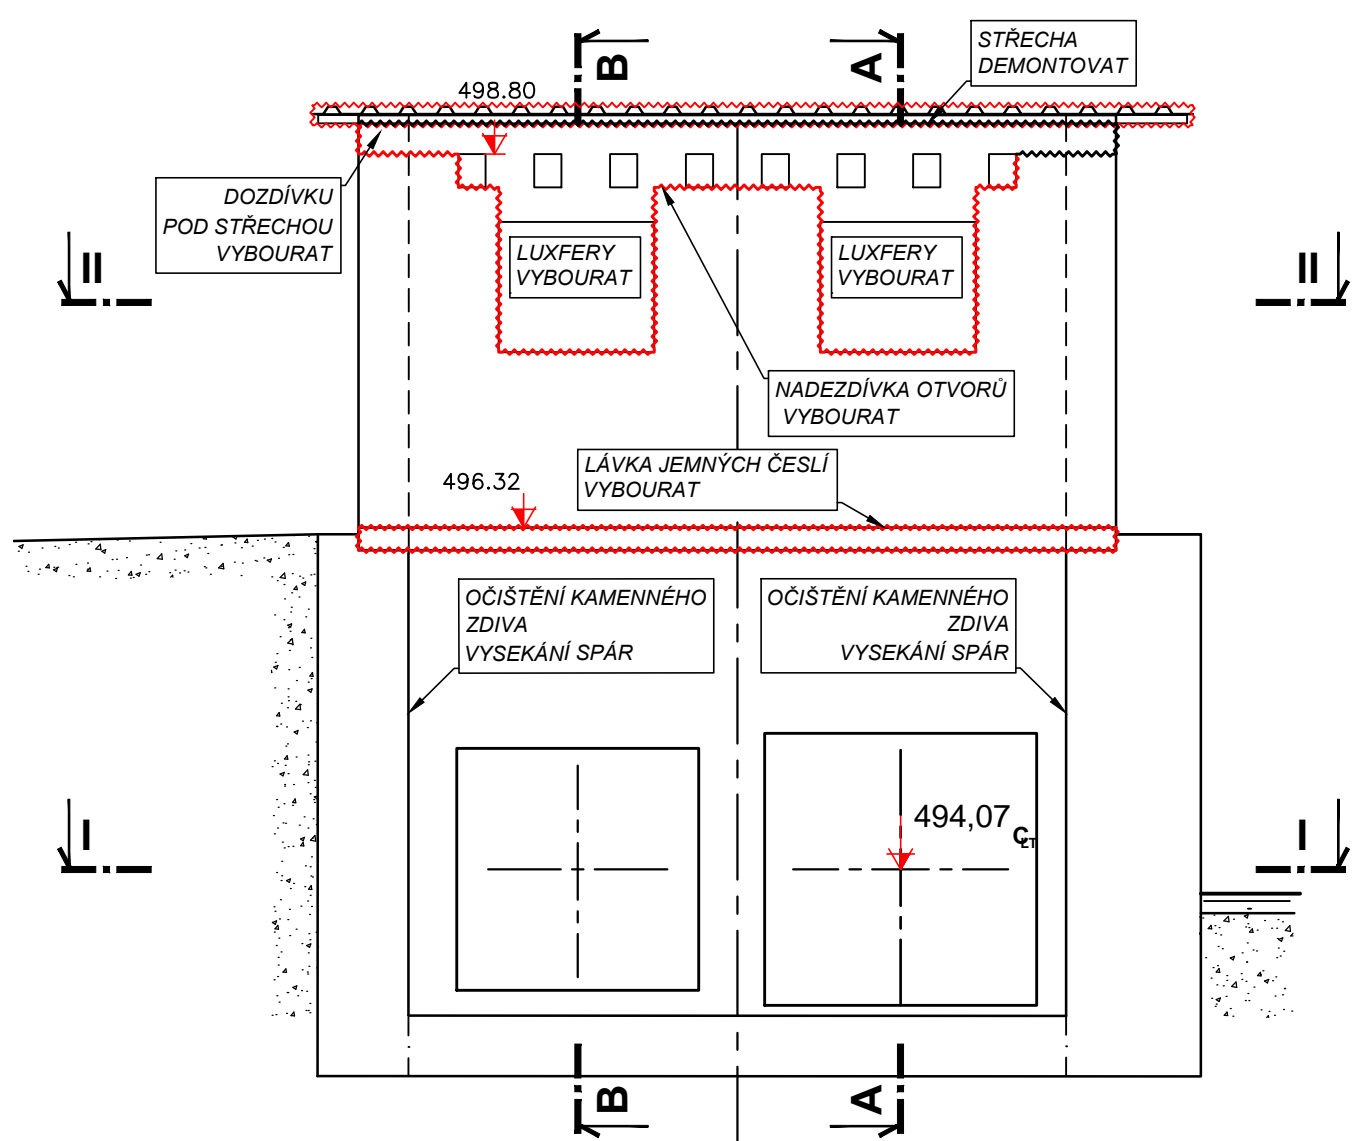 B
A
STŘECHA
DEMONTOVAT
498.80
DOZDÍVKU
POD STŘECHOU
VYBOURAT
II
LUXFERY
VYBOURAT
LUXFERY
VYBOURAT
II
NADEZDÍVKA OTVORŮ
VYBOURAT
LÁVKA JEMNÝCH ČESLÍ
VYBOURAT
496.32
OČIŠTĚNÍ KAMENNÉHO
ZDIVA
VYSEKÁNÍ SPÁR
OČIŠTĚNÍ KAMENNÉHO
ZDIVA
VYSEKÁNÍ SPÁR
I
494,07
I
B
A